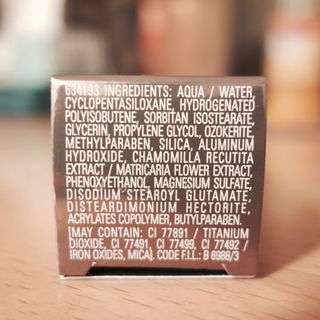 634193 INGREDIENTS: AQUA / WATER,
CYCLOPENTASILOXANE, HYDROGENATED
POLYISOBUTENE, SORBITAN ISOSTEARATE,
GLYCERIN, PROPYLENE GLYCOL, OZOKERITE,
METHYLPARABEN, SILICA, ALUMINUM
HYDROXIDE, CHAMOMILLA RECUTITA
EXTRACT / MATRICARIA FLOWER EXTRACT,
PHENOXYETHANOL, MAGNESIUM SULFATE,
DISODIUM STEAROYL GLUTAMATE,
DISTEARDIMONIUM HECTORITE,
ACRYLATES COPOLYMER, BUTYLPARABEN.
[MAY CONTAIN: CI 77891 / TITANIUM
DIOXIDE, CI 77491, CI 77499, CI 77492 /
IRON OXIDES, MICA]. CODE F.I.L.: B 6988/3